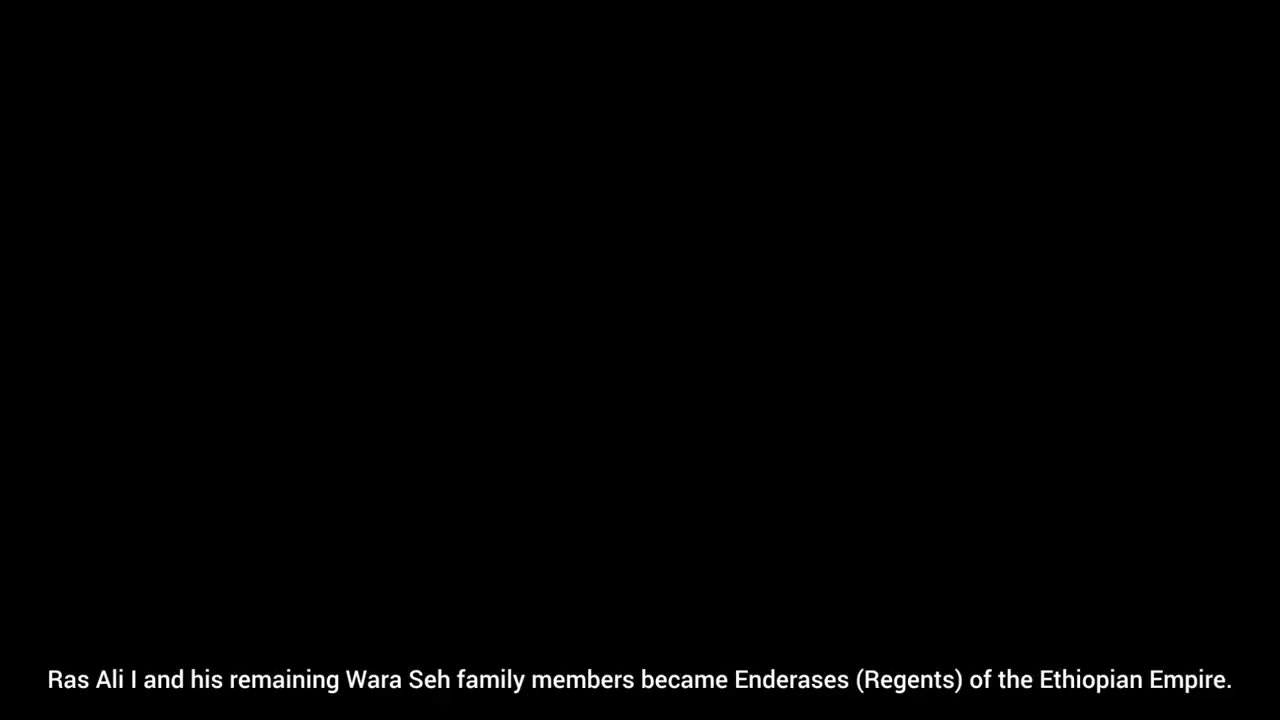 Ras Ali I and his remaining Wara Seh family members became Enderases (Regents) of the Ethiopian Empire.